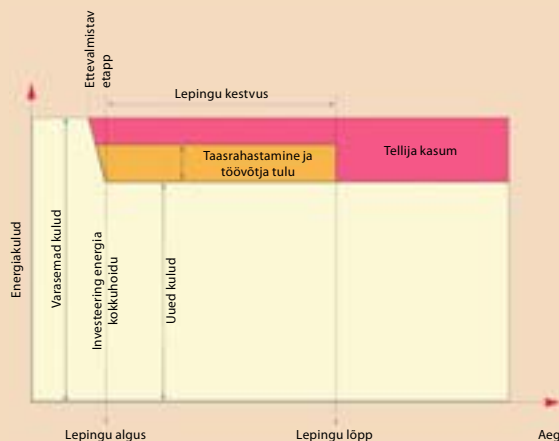 Ettevalmistav
etapp
Lepingu kestvus
Taasrahastamine ja
töövõtja tulu
Tellija kasum
Energiakulud
Varasemad kulud
Investeering energia
kokkuhoidu
Uued kulud
Lepingu algus
Lepingu lõpp
Aeg